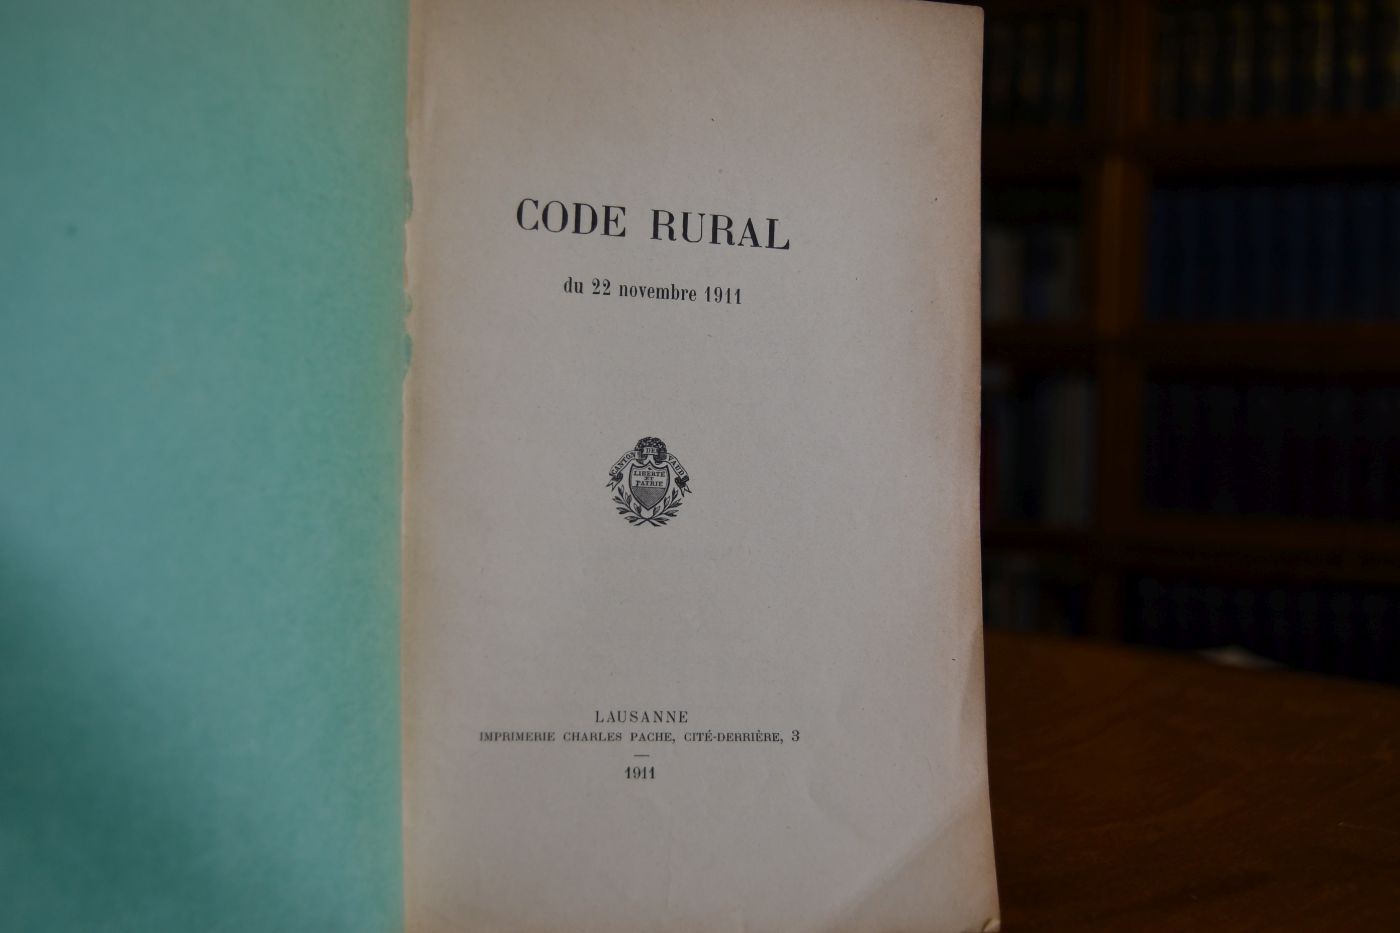 CODE RURAL
du 22 novembre 1911
CANTON DE VAUD
LIBERTÉ
ET
PATRIE
LAUSANNE
IMPRIMERIE CHARLES PACHE, CITÉ-DERRIÈRE, 3
1911